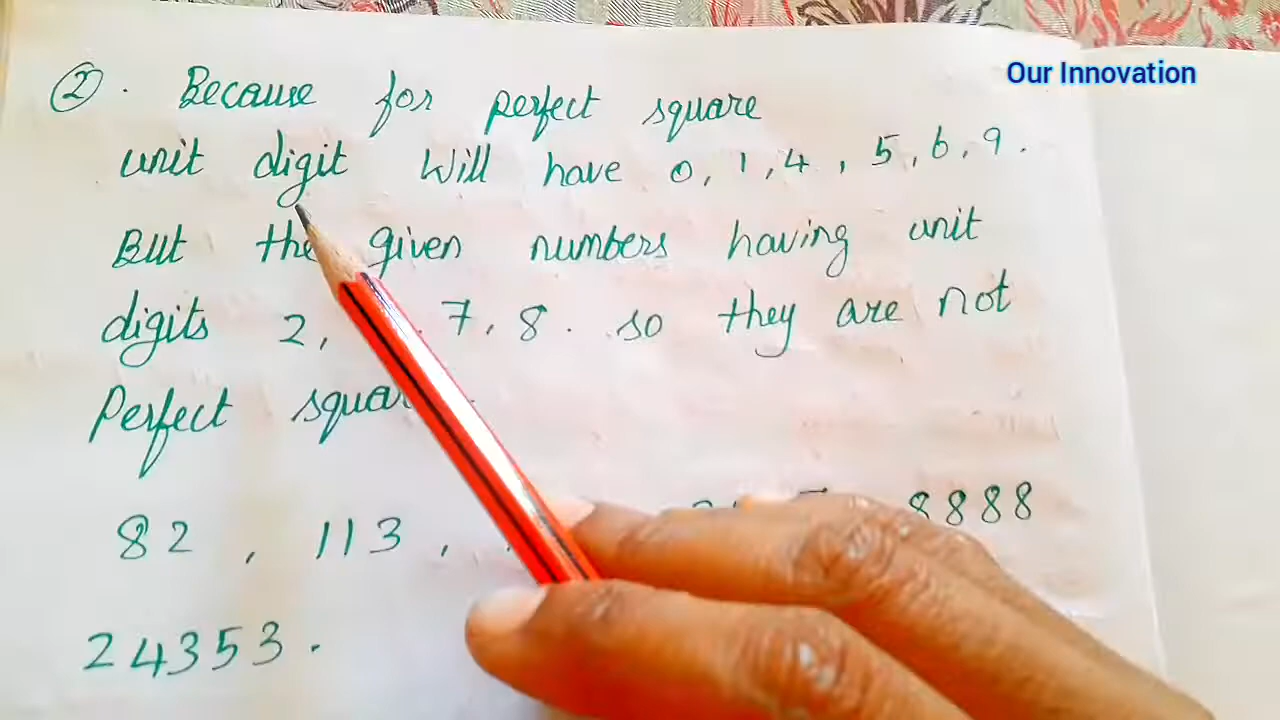 Our Innovation
② . Because for perfect square
unit digit will have 0, 1, 4, 5, 6, 9.
But the given numbers having unit
digits 2, 7, 8. so they are not
Perfect
82, 113, 8888
24353.